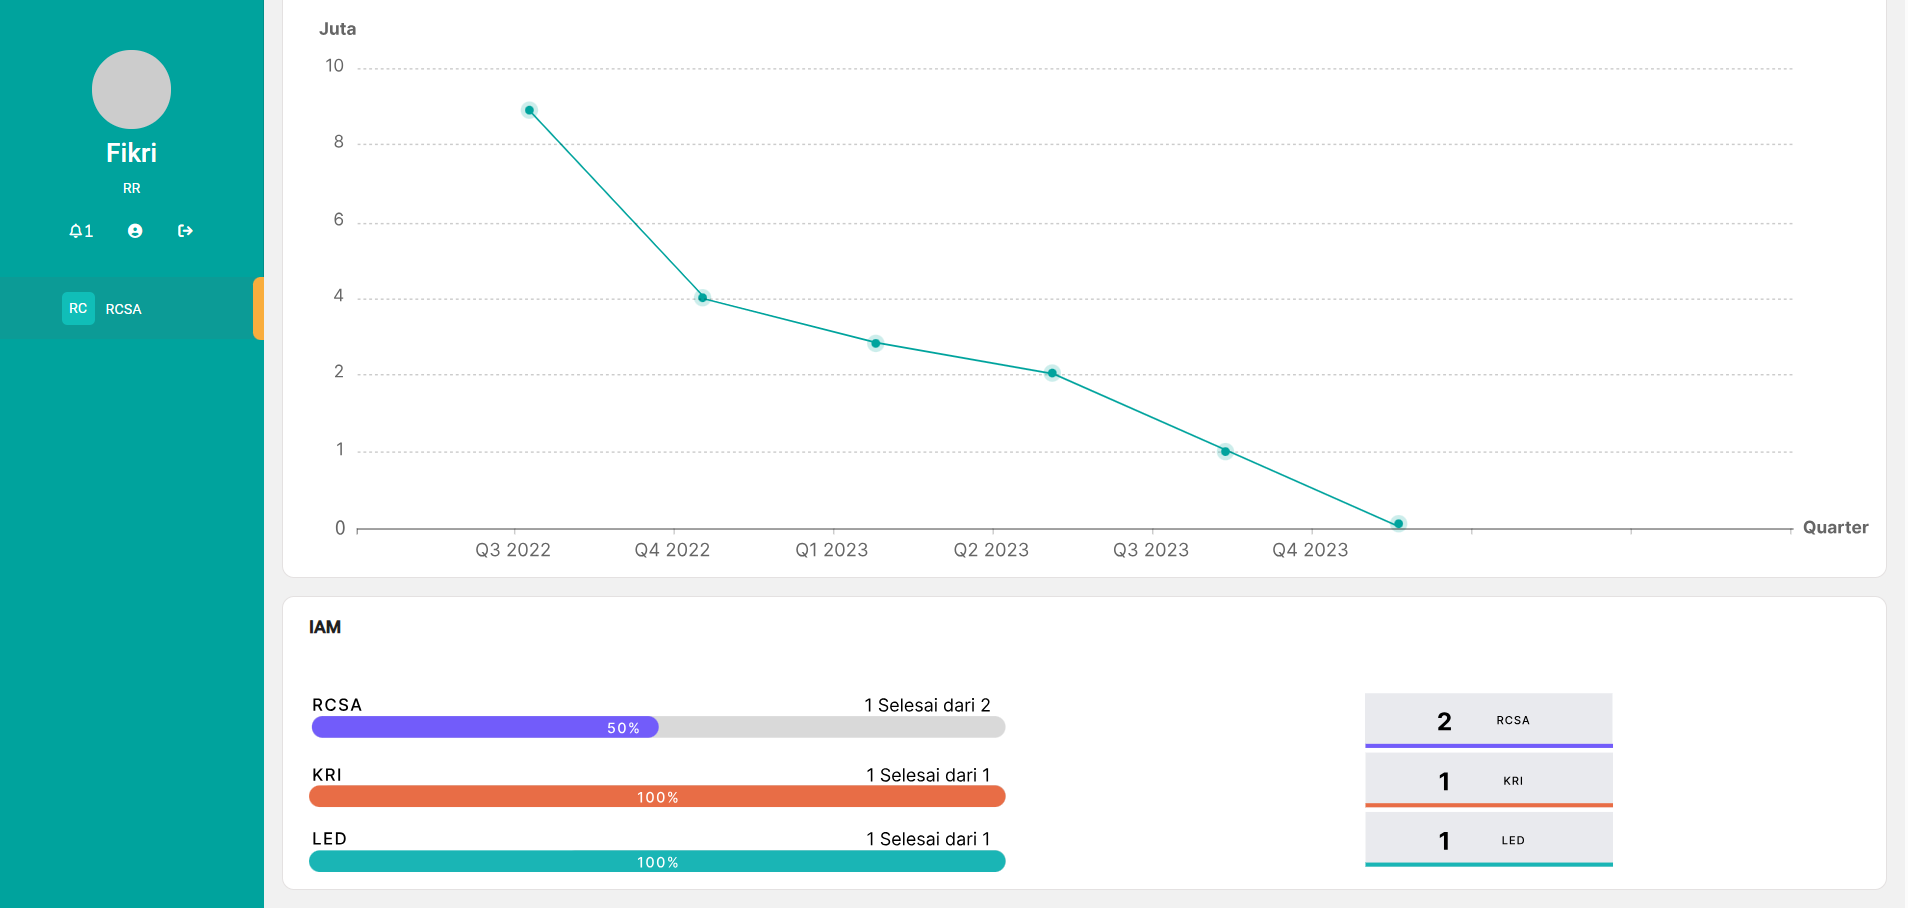 Fikri
RR
1
RC RCSA
Juta
10
8
6
4
2
1
0
Q3 2022 Q4 2022 Q1 2023 Q2 2023 Q3 2023 Q4 2023
Quarter
IAM
RCSA 1 Selesai dari 2
50%
KRI 1 Selesai dari 1
100%
LED 1 Selesai dari 1
100%
2 RCSA
1 KRI
1 LED